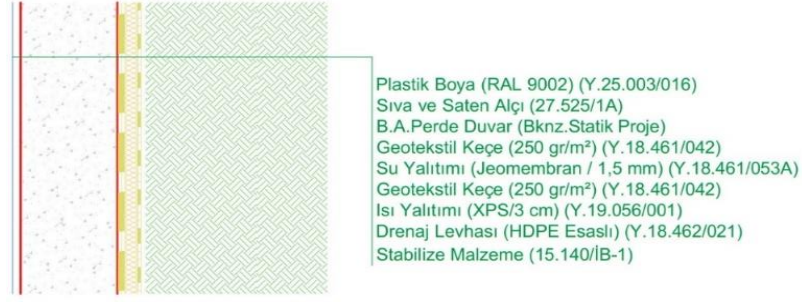 Plastik Boya (RAL 9002) (Y.25.003/016)
Sıva ve Saten Alçı (27.525/1A)
B.A.Perde Duvar (Bknz.Statik Proje)
Geotekstil Keçe (250 gr/m²) (Y.18.461/042)
Su Yalıtımı (Jeomembran / 1,5 mm) (Y.18.461/053A)
Geotekstil Keçe (250 gr/m²) (Y.18.461/042)
Isı Yalıtımı (XPS/3 cm) (Y.19.056/001)
Drenaj Levhası (HDPE Esaslı) (Y.18.462/021)
Stabilize Malzeme (15.140/İB-1)